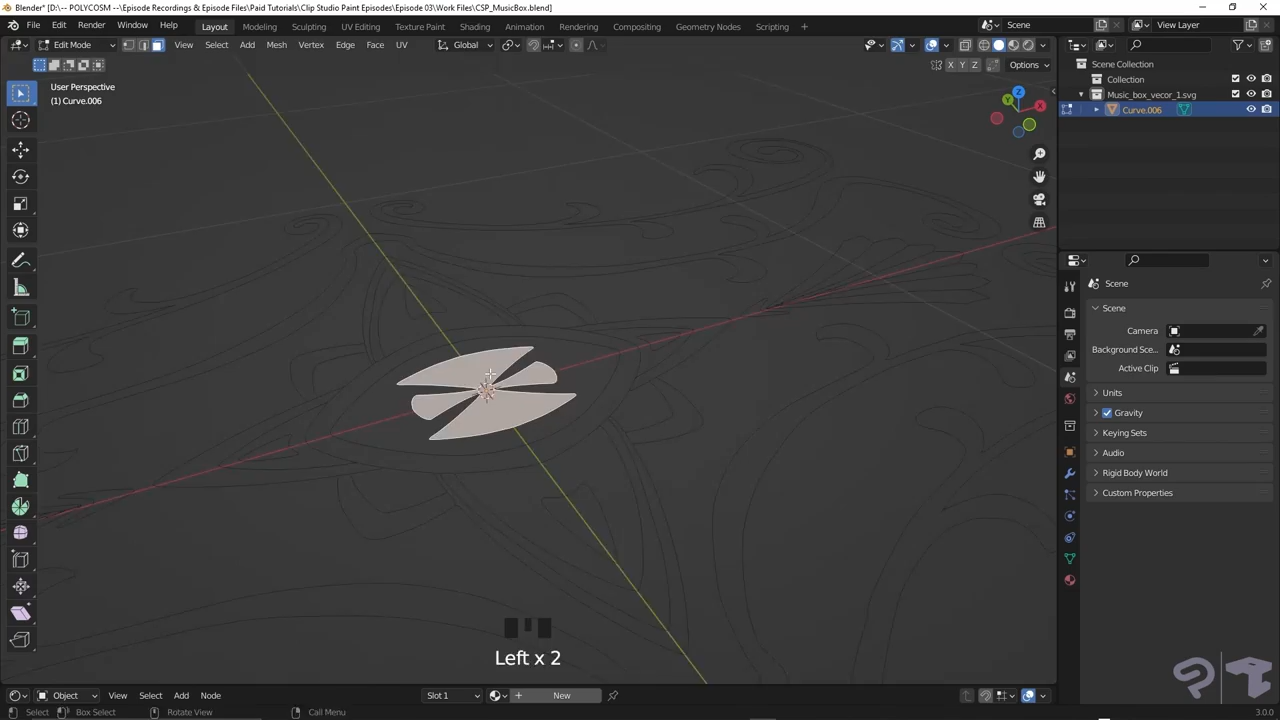 Blender* [D:\-- POLYCOSM --\Episode Recordings & Episode Files\Paid Tutorials\Clip Studio Paint Episodes\Episode 03\Work Files\CSP_MusicBox.blend]
File Edit Render Window Help Layout Modeling Sculpting UV Editing Texture Paint Shading Animation Rendering Compositing Geometry Nodes Scripting + Scene View Layer
Edit Mode View Select Add Mesh Vertex Edge Face UV Global
X Y Z Options
User Perspective
(1) Curve.006
Z
Y
X
Scene Collection
Collection
Music_box_vecor_1.svg
Curve.006
Scene
Scene
Camera
Background Sce...
Active Clip
Units
Gravity
Keying Sets
Audio
Rigid Body World
Custom Properties
Left x 2
Object View Select Add Node Slot 1 + New
Select Box Select Rotate View Call Menu 3.0.0